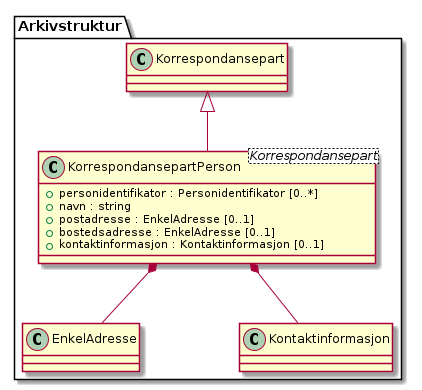 Arkivstruktur
C Korrespondansepart
C KorrespondansepartPerson
Korrespondansepart
personidentifikator : Personidentifikator [0..*]
navn : string
postadresse : EnkelAdresse [0..1]
bostedsadresse : EnkelAdresse [0..1]
kontaktinformasjon : Kontaktinformasjon [0..1]
C EnkelAdresse
C Kontaktinformasjon